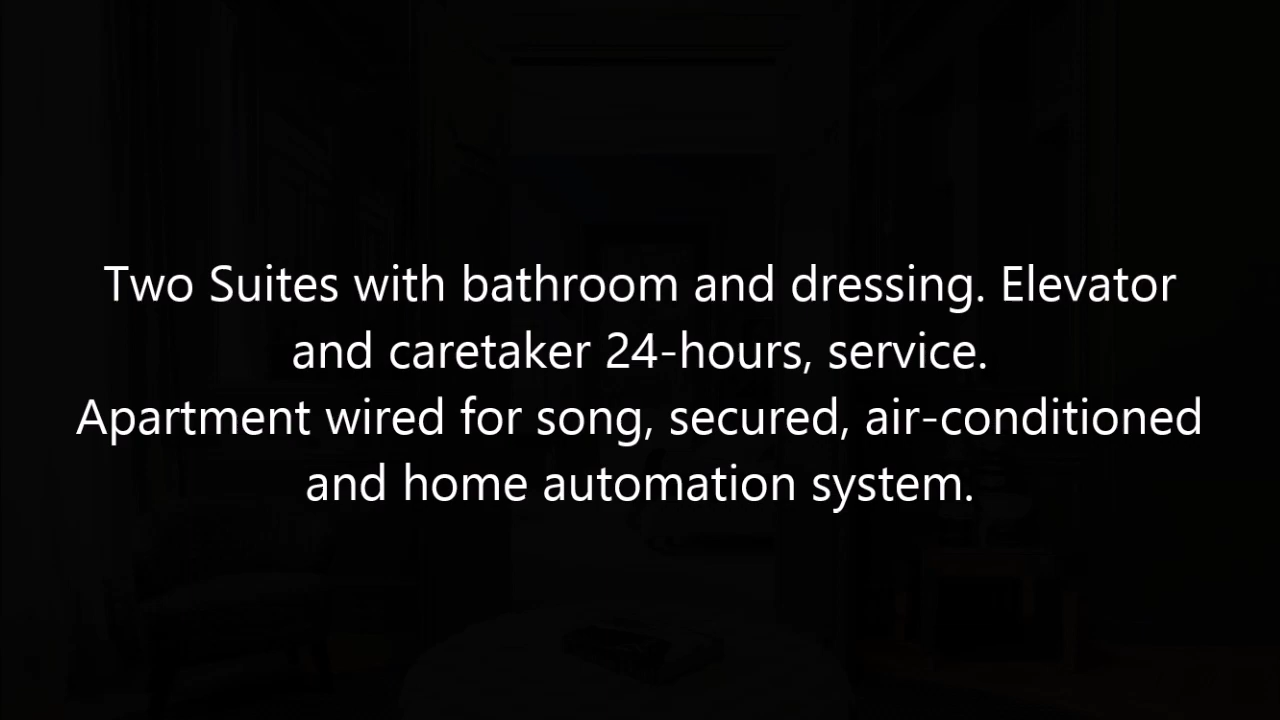 Two Suites with bathroom and dressing. Elevator
and caretaker 24-hours, service.
Apartment wired for song, secured, air-conditioned
and home automation system.